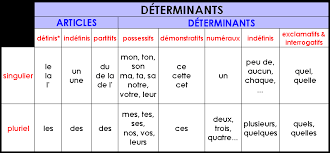 DÉTERMINANTS
ARTICLES DÉTERMINANTS
définis* indéfinis partitifs possessifs démonstratifs numéraux indéfinis exclamatifs & interrogatifs
singulier
le
la
l'
un
une
du
de la
de l'
mon, ton,
son
ma, ta, sa
notre,
votre, leur
ce
cette
cet
un
peu de,
aucun,
chaque,
...
quel,
quelle
pluriel
les
des
des
mes, tes,
ses, nos,
vos, leurs
ces
deux,
trois,
quatre...
plusieurs,
quelques
quels,
quelles